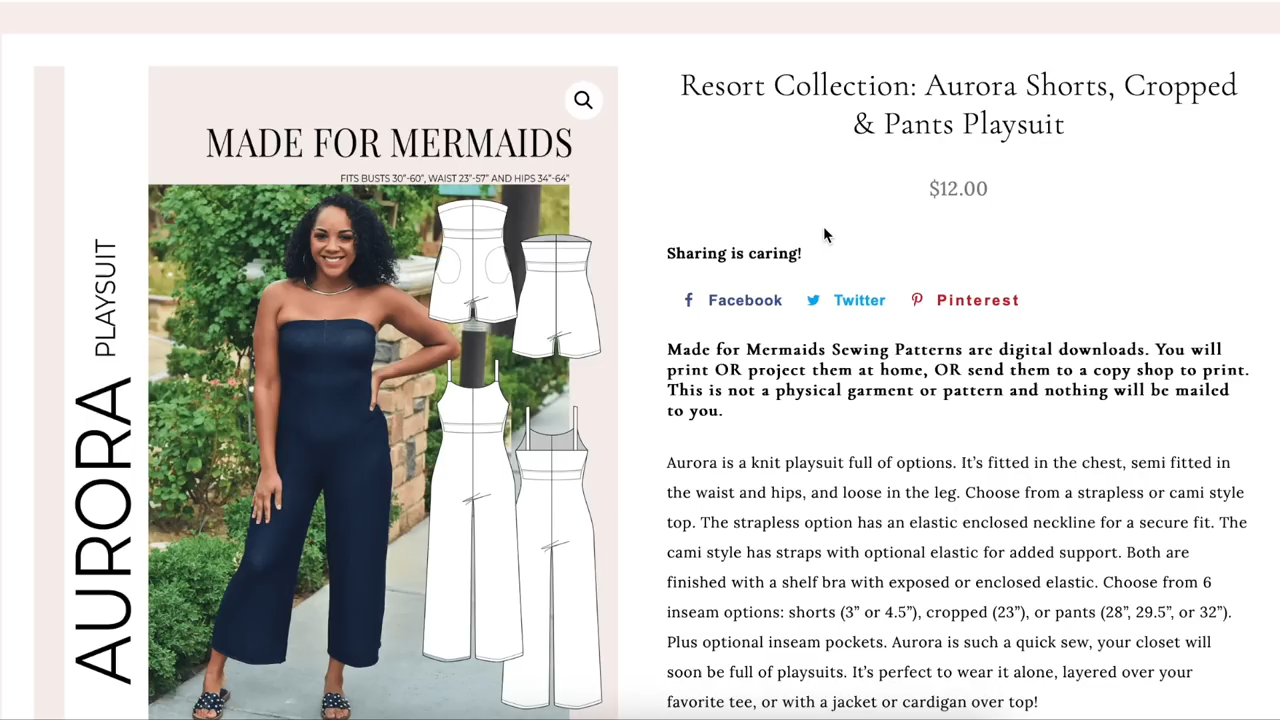 AURORA PLAYSUIT
MADE FOR MERMAIDS
FITS BUSTS 30"-60", WAIST 23"-57" AND HIPS 34"-64"
Resort Collection: Aurora Shorts, Cropped
& Pants Playsuit
$12.00
Sharing is caring!
Facebook Twitter Pinterest
Made for Mermaids Sewing Patterns are digital downloads. You will
print OR project them at home, OR send them to a copy shop to print.
This is not a physical garment or pattern and nothing will be mailed
to you.
Aurora is a knit playsuit full of options. It’s fitted in the chest, semi fitted in
the waist and hips, and loose in the leg. Choose from a strapless or cami style
top. The strapless option has an elastic enclosed neckline for a secure fit. The
cami style has straps with optional elastic for added support. Both are
finished with a shelf bra with exposed or enclosed elastic. Choose from 6
inseam options: shorts (3” or 4.5”), cropped (23”), or pants (28”, 29.5”, or 32”).
Plus optional inseam pockets. Aurora is such a quick sew, your closet will
soon be full of playsuits. It’s perfect to wear it alone, layered over your
favorite tee, or with a jacket or cardigan over top!